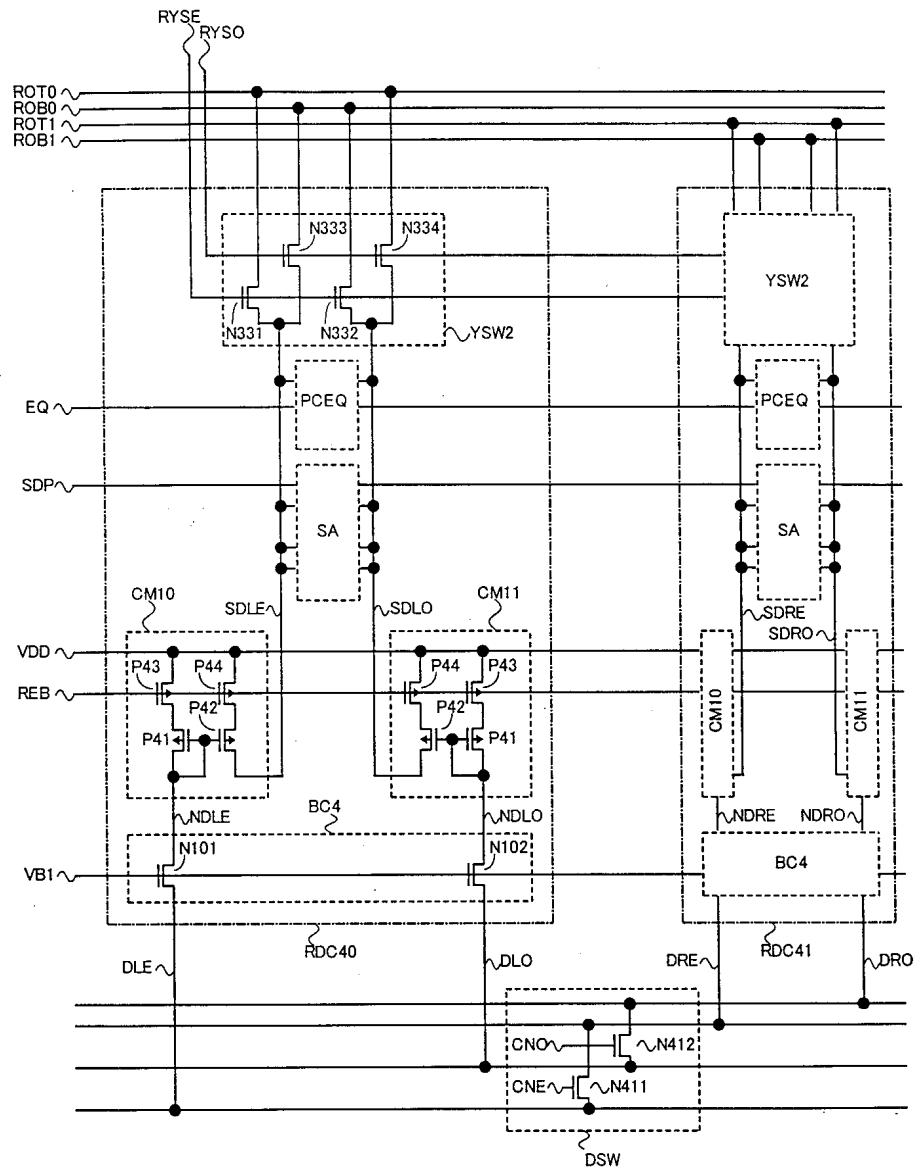 RYSE
RYSO
ROT0
ROB0
ROT1
ROB1
N333
N334
N331
N332
YSW2
YSW2
EQ
PCEQ
PCEQ
SDP
SA
SA
SDLE
SDLO
SDRE
SDRO
CM10
CM11
VDD
P43
P44
P44
P43
REB
P42
P42
P41
P41
CM10
CM11
NDLE
BC4
NDLO
NDRE
NDRO
N101
N102
BC4
VB1
RDC40
RDC41
DLE
DLO
DRE
DRO
CNO
N412
CNE
N411
DSW